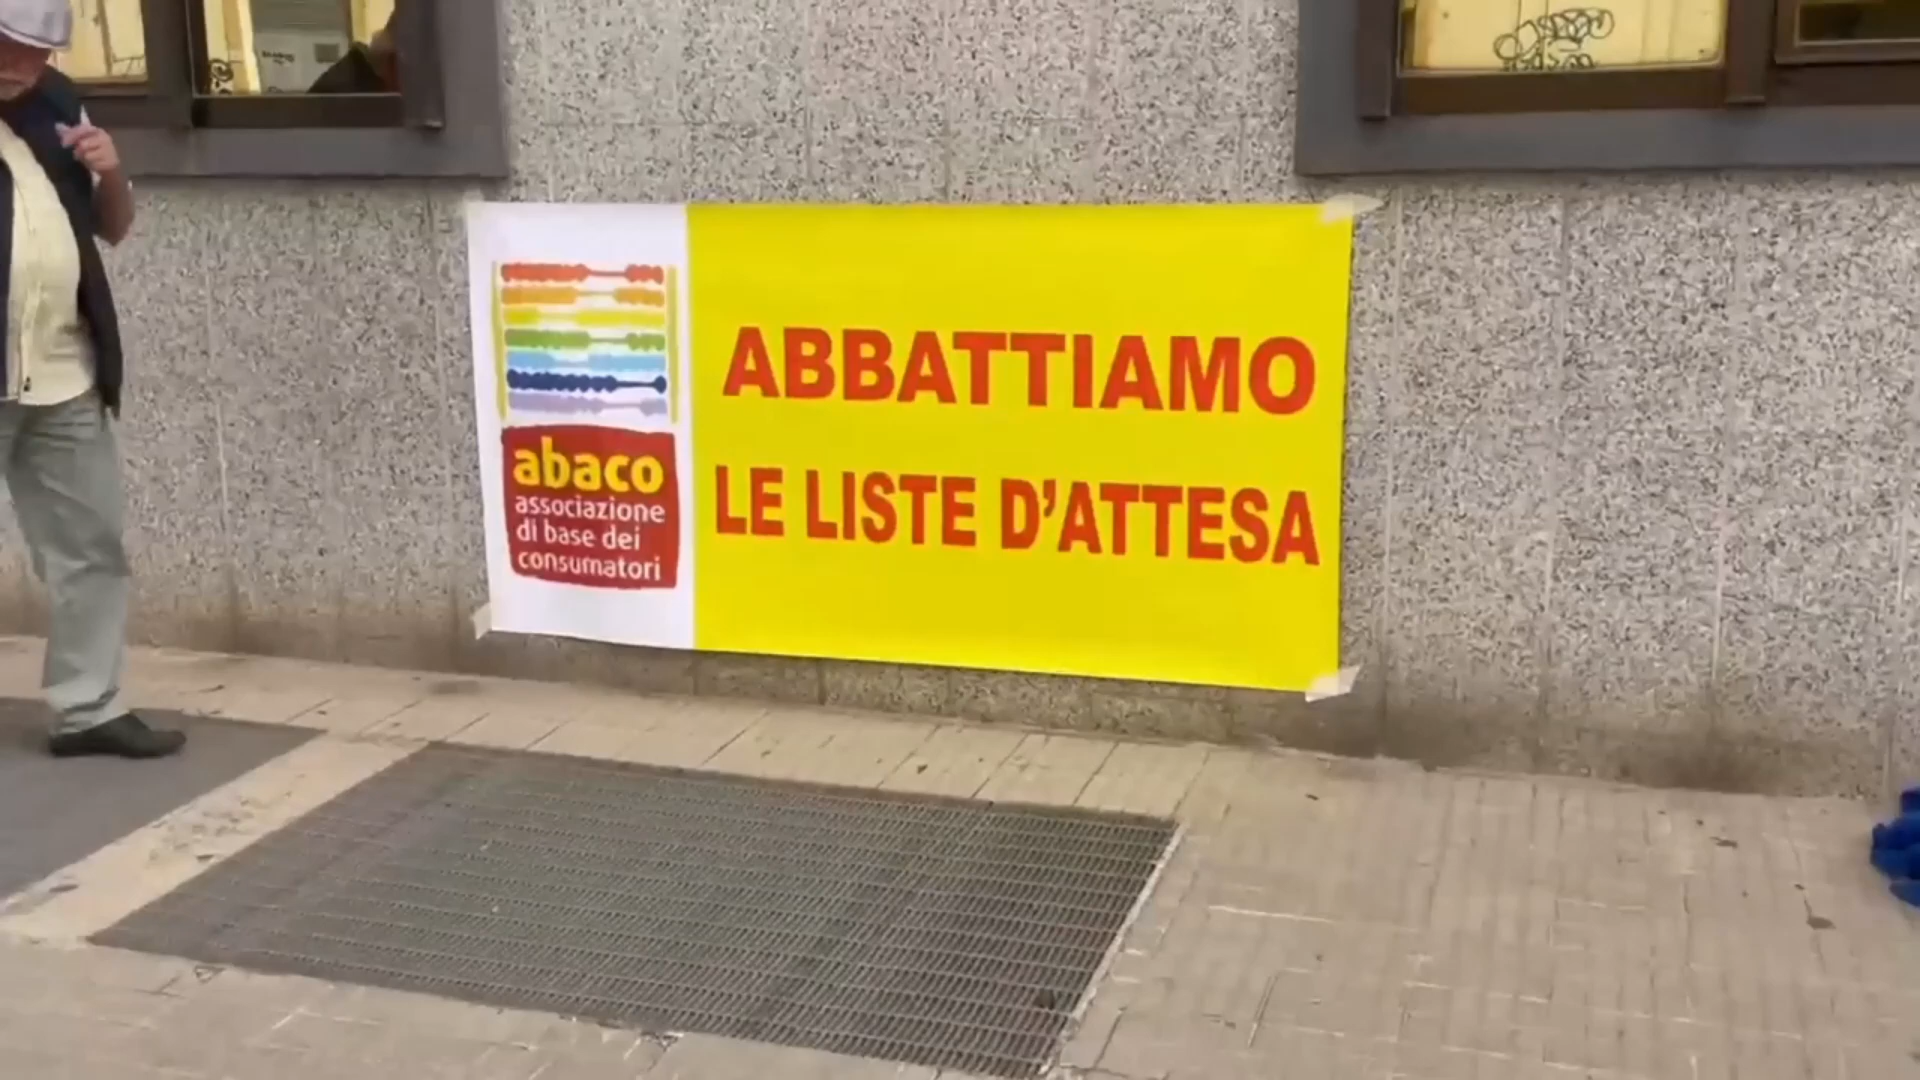 abaco
associazione
di base dei
consumatori
ABBATTIAMO
LE LISTE D'ATTESA